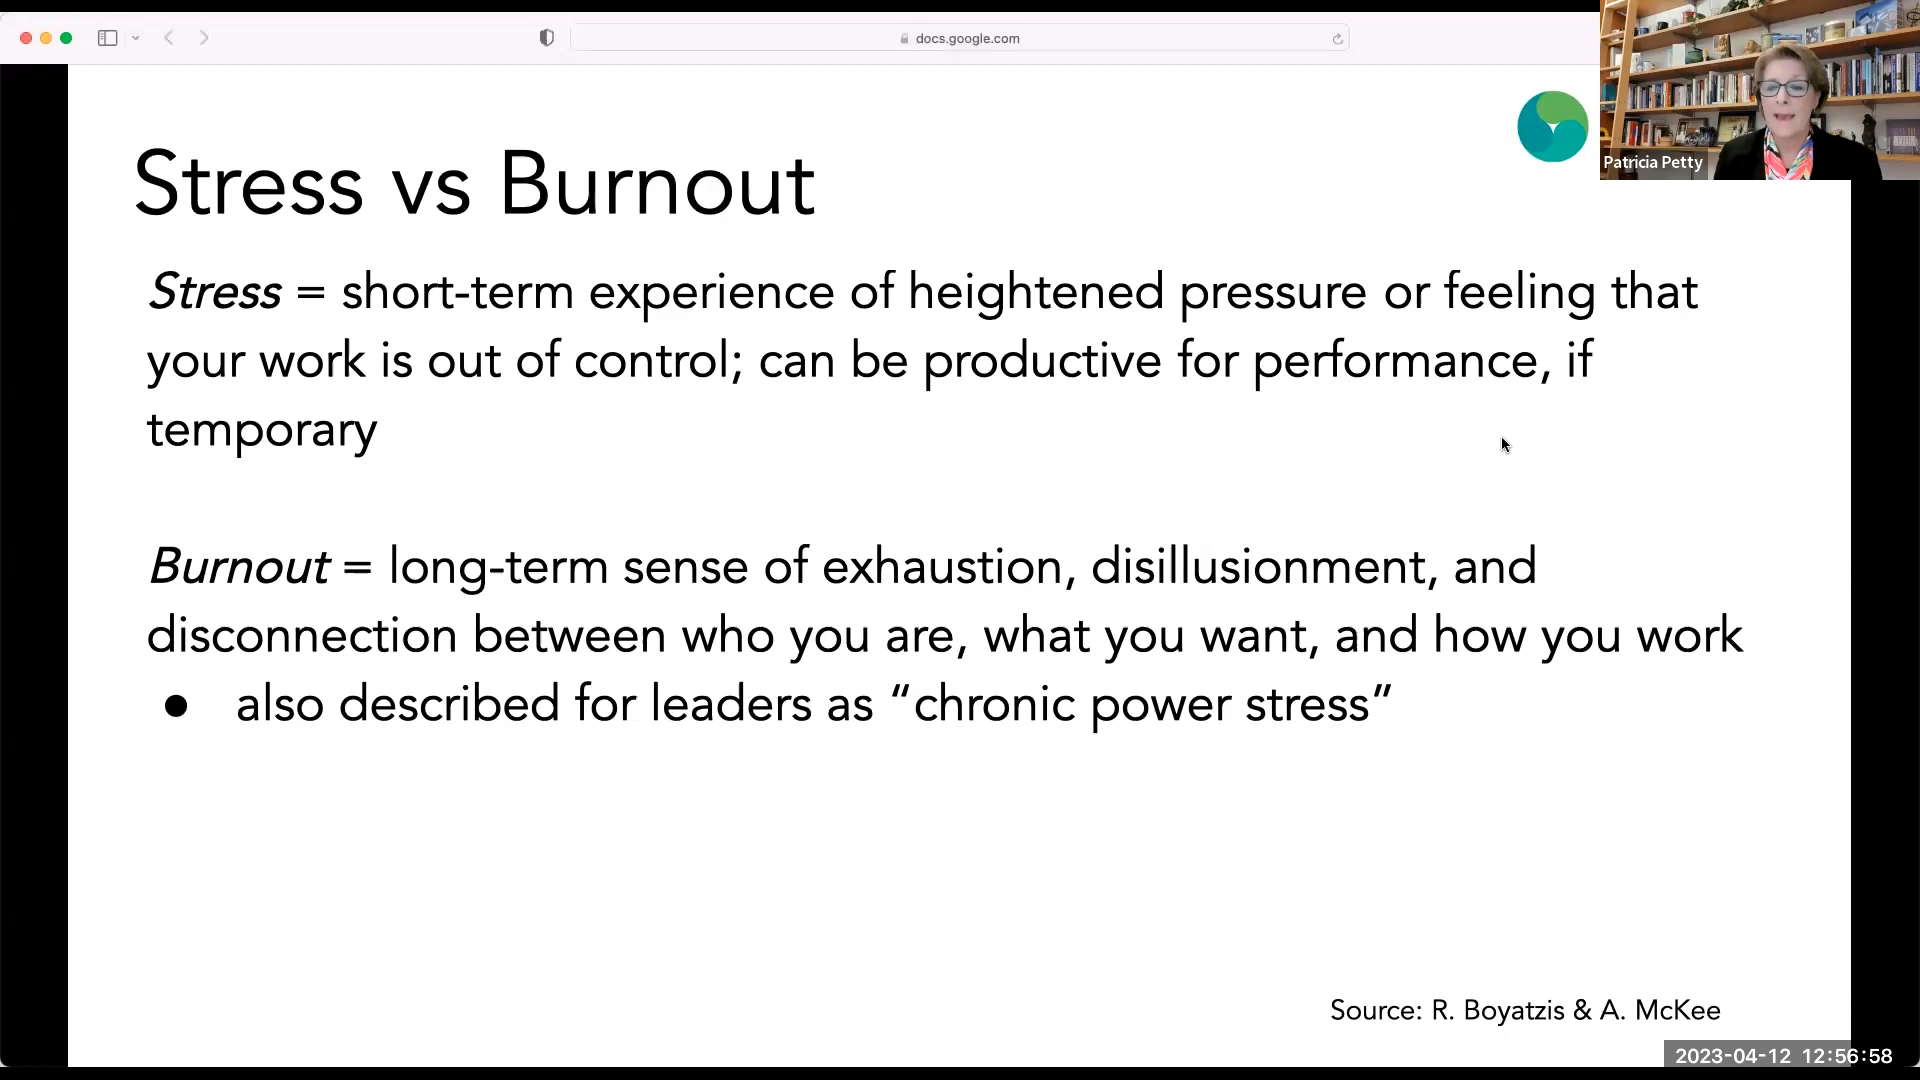 docs.google.com
Patricia Petty
Stress vs Burnout
Stress = short-term experience of heightened pressure or feeling that
your work is out of control; can be productive for performance, if
temporary
Burnout = long-term sense of exhaustion, disillusionment, and
disconnection between who you are, what you want, and how you work
● also described for leaders as “chronic power stress”
Source: R. Boyatzis & A. McKee
2023-04-12 12:56:58